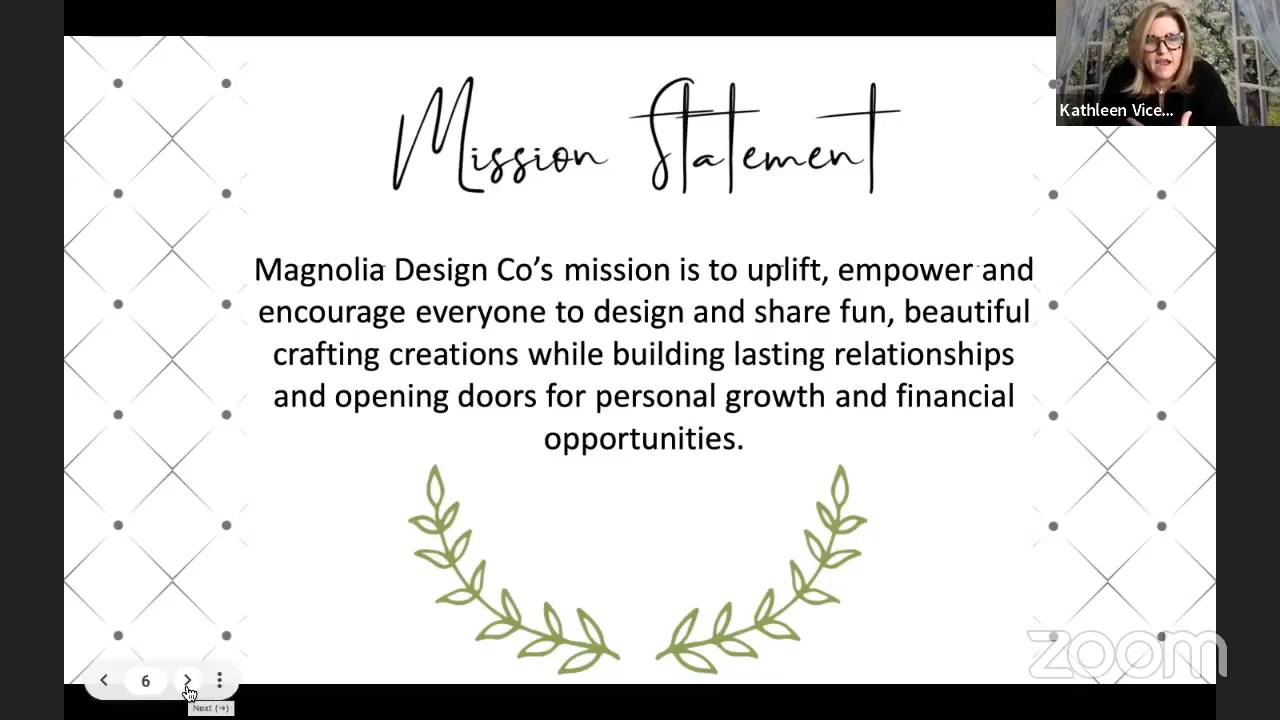 Kathleen Vice...
Mission Statement
Magnolia Design Co’s mission is to uplift, empower and
encourage everyone to design and share fun, beautiful
crafting creations while building lasting relationships
and opening doors for personal growth and financial
opportunities.
zoom
6
Next (→)